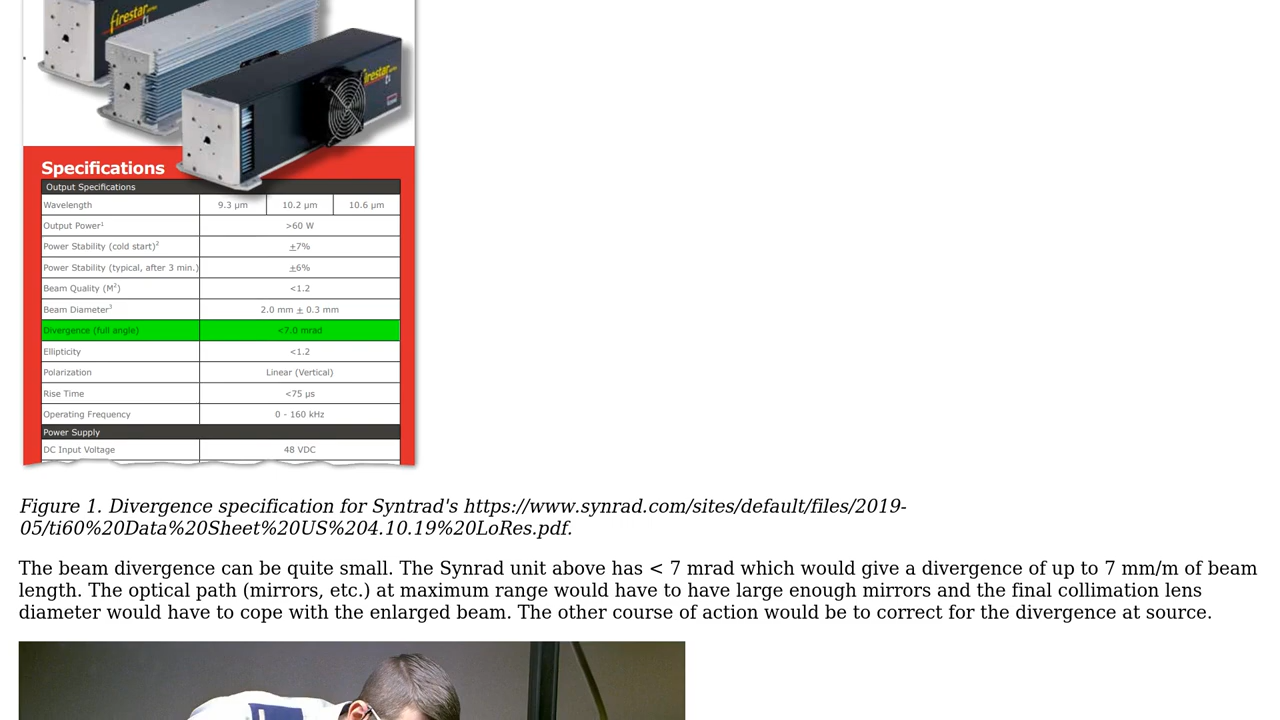 firestar
ti
firestar
ti
Specifications
Output Specifications
Wavelength 9.3 µm 10.2 µm 10.6 µm
Output Power¹ >60 W
Power Stability (cold start)² ±7%
Power Stability (typical, after 3 min.) ±6%
Beam Quality (M²) <1.2
Beam Diameter³ 2.0 mm ± 0.3 mm
Divergence (full angle) <7.0 mrad
Ellipticity <1.2
Polarization Linear (Vertical)
Rise Time <75 µs
Operating Frequency 0 - 160 kHz
Power Supply
DC Input Voltage 48 VDC
Figure 1. Divergence specification for Syntrad's https://www.synrad.com/sites/default/files/2019-
05/ti60%20Data%20Sheet%20US%204.10.19%20LoRes.pdf.
The beam divergence can be quite small. The Synrad unit above has < 7 mrad which would give a divergence of up to 7 mm/m of beam
length. The optical path (mirrors, etc.) at maximum range would have to have large enough mirrors and the final collimation lens
diameter would have to cope with the enlarged beam. The other course of action would be to correct for the divergence at source.